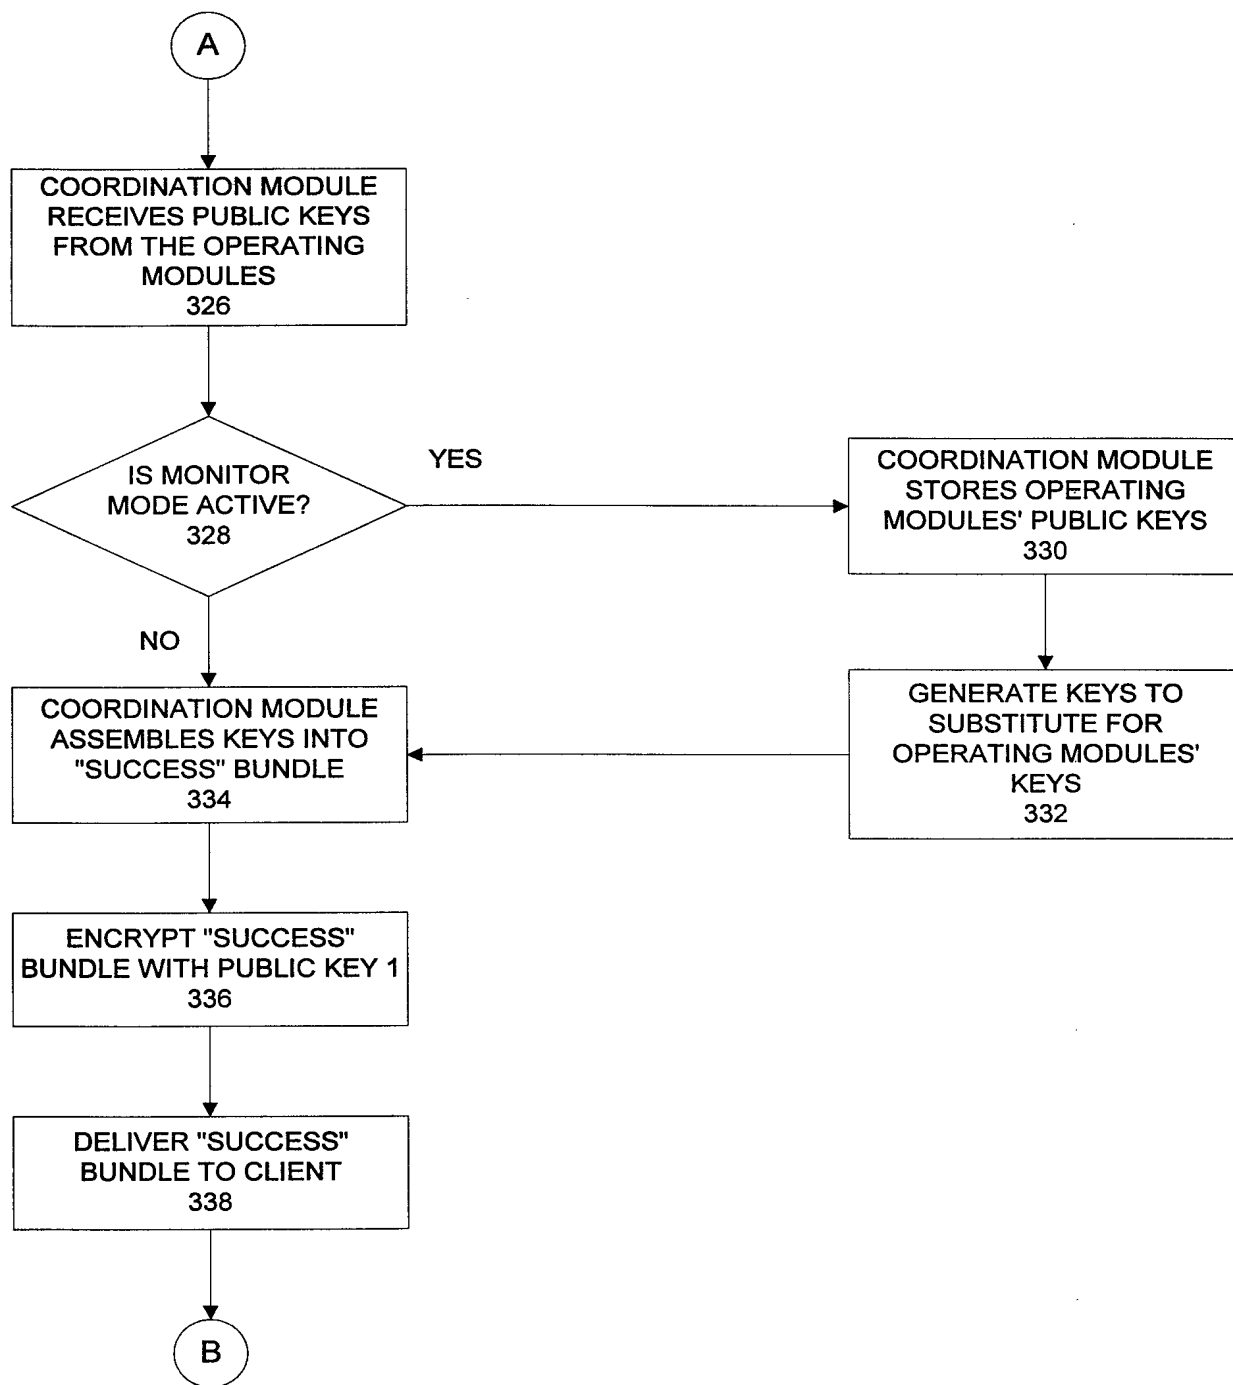 A
COORDINATION MODULE
RECEIVES PUBLIC KEYS
FROM THE OPERATING
MODULES
326
IS MONITOR
MODE ACTIVE?
328
YES
COORDINATION MODULE
STORES OPERATING
MODULES' PUBLIC KEYS
330
NO
GENERATE KEYS TO
SUBSTITUTE FOR
OPERATING MODULES'
KEYS
332
COORDINATION MODULE
ASSEMBLES KEYS INTO
"SUCCESS" BUNDLE
334
ENCRYPT "SUCCESS"
BUNDLE WITH PUBLIC KEY 1
336
DELIVER "SUCCESS"
BUNDLE TO CLIENT
338
B